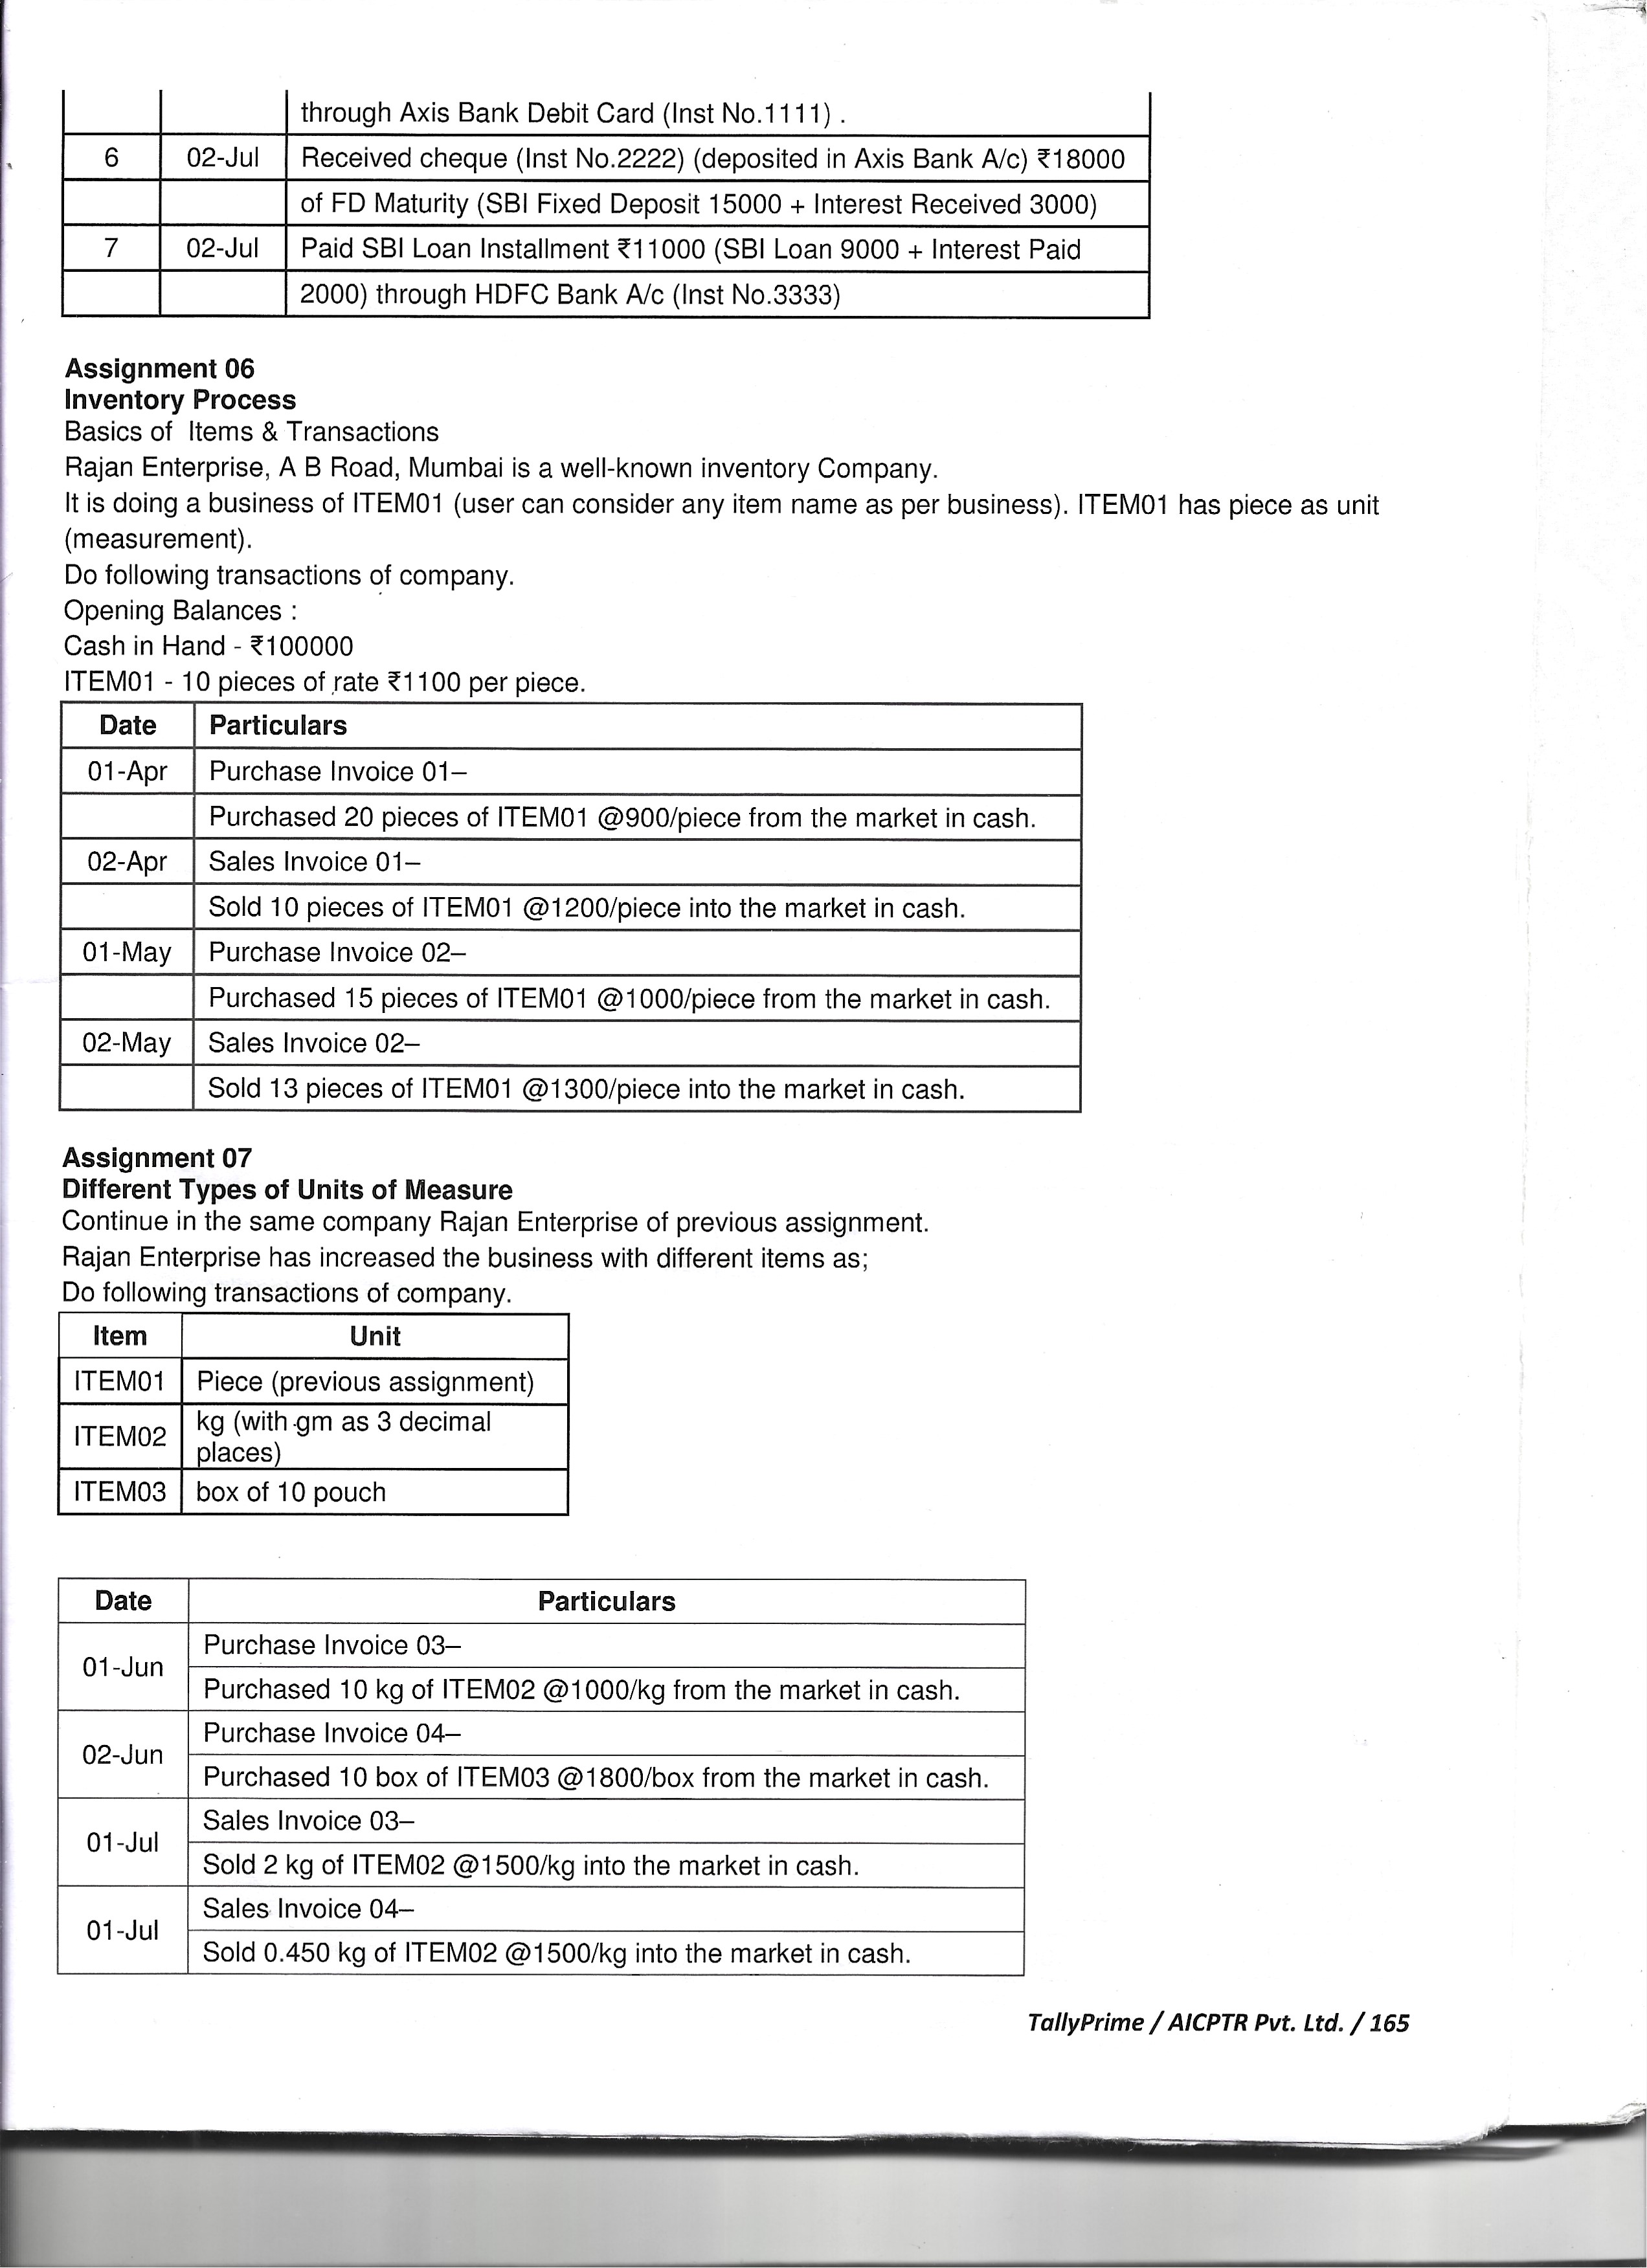 through Axis Bank Debit Card (Inst No.1111) .
6 02-Jul Received cheque (Inst No.2222) (deposited in Axis Bank A/c) ₹18000
of FD Maturity (SBI Fixed Deposit 15000 + Interest Received 3000)
7 02-Jul Paid SBI Loan Installment ₹11000 (SBI Loan 9000 + Interest Paid
2000) through HDFC Bank A/c (Inst No.3333)
Assignment 06
Inventory Process
Basics of Items & Transactions
Rajan Enterprise, A B Road, Mumbai is a well-known inventory Company.
It is doing a business of ITEM01 (user can consider any item name as per business). ITEM01 has piece as unit
(measurement).
Do following transactions of company.
Opening Balances :
Cash in Hand - ₹100000
ITEM01 - 10 pieces of rate ₹1100 per piece.
Date Particulars
01-Apr Purchase Invoice 01–
Purchased 20 pieces of ITEM01 @900/piece from the market in cash.
02-Apr Sales Invoice 01–
Sold 10 pieces of ITEM01 @1200/piece into the market in cash.
01-May Purchase Invoice 02–
Purchased 15 pieces of ITEM01 @1000/piece from the market in cash.
02-May Sales Invoice 02–
Sold 13 pieces of ITEM01 @1300/piece into the market in cash.
Assignment 07
Different Types of Units of Measure
Continue in the same company Rajan Enterprise of previous assignment.
Rajan Enterprise has increased the business with different items as;
Do following transactions of company.
Item Unit
ITEM01 Piece (previous assignment)
ITEM02 kg (with gm as 3 decimal
places)
ITEM03 box of 10 pouch
Date Particulars
01-Jun Purchase Invoice 03–
Purchased 10 kg of ITEM02 @1000/kg from the market in cash.
02-Jun Purchase Invoice 04–
Purchased 10 box of ITEM03 @1800/box from the market in cash.
01-Jul Sales Invoice 03–
Sold 2 kg of ITEM02 @1500/kg into the market in cash.
01-Jul Sales Invoice 04–
Sold 0.450 kg of ITEM02 @1500/kg into the market in cash.
TallyPrime / AICPTR Pvt. Ltd. / 165